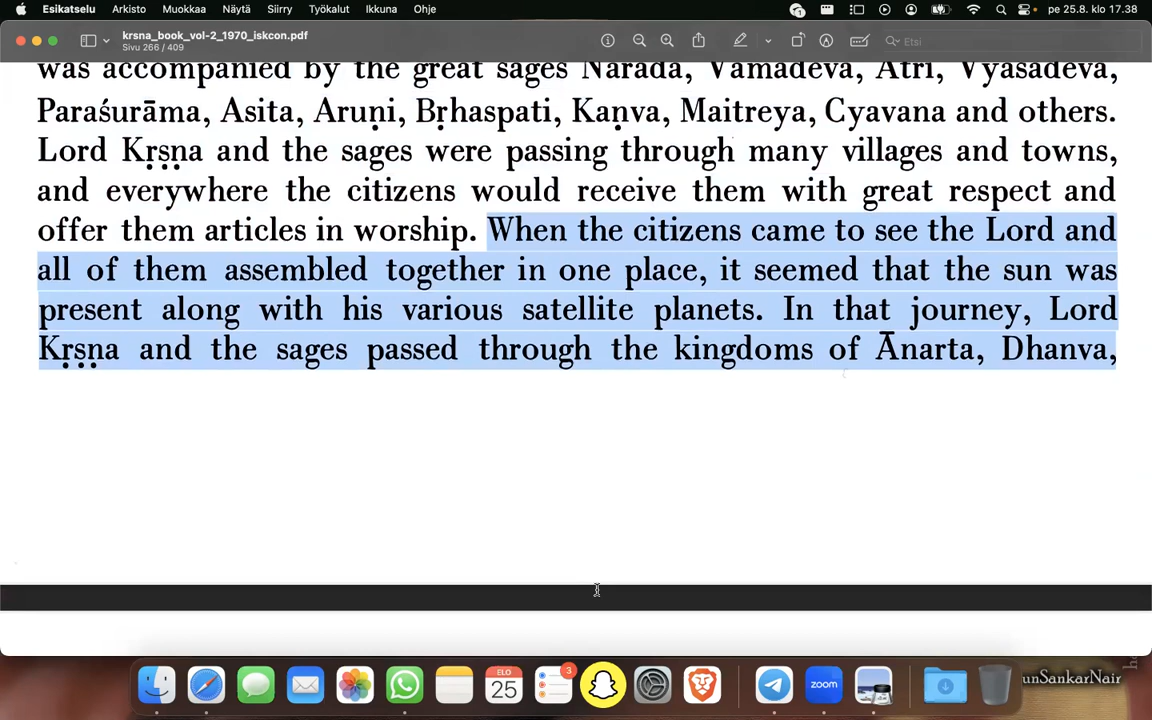 Esikatselu Arkisto Muokkaa Näytä Siirry Työkalut Ikkuna Ohje pe 25.8. klo 17.38
krsna_book_vol-2_1970_iskcon.pdf
Sivu 266 / 409
Etsi
was accompanied by the great sages Nārada, Vāmadeva, Atri, Vyāsadeva,
Paraśurāma, Asita, Aruṇi, Bṛhaspati, Kaṇva, Maitreya, Cyavana and others.
Lord Kṛṣṇa and the sages were passing through many villages and towns,
and everywhere the citizens would receive them with great respect and
offer them articles in worship. When the citizens came to see the Lord and
all of them assembled together in one place, it seemed that the sun was
present along with his various satellite planets. In that journey, Lord
Kṛṣṇa and the sages passed through the kingdoms of Ānarta, Dhanva,
ELO
25
3
zoom
unSankarNair